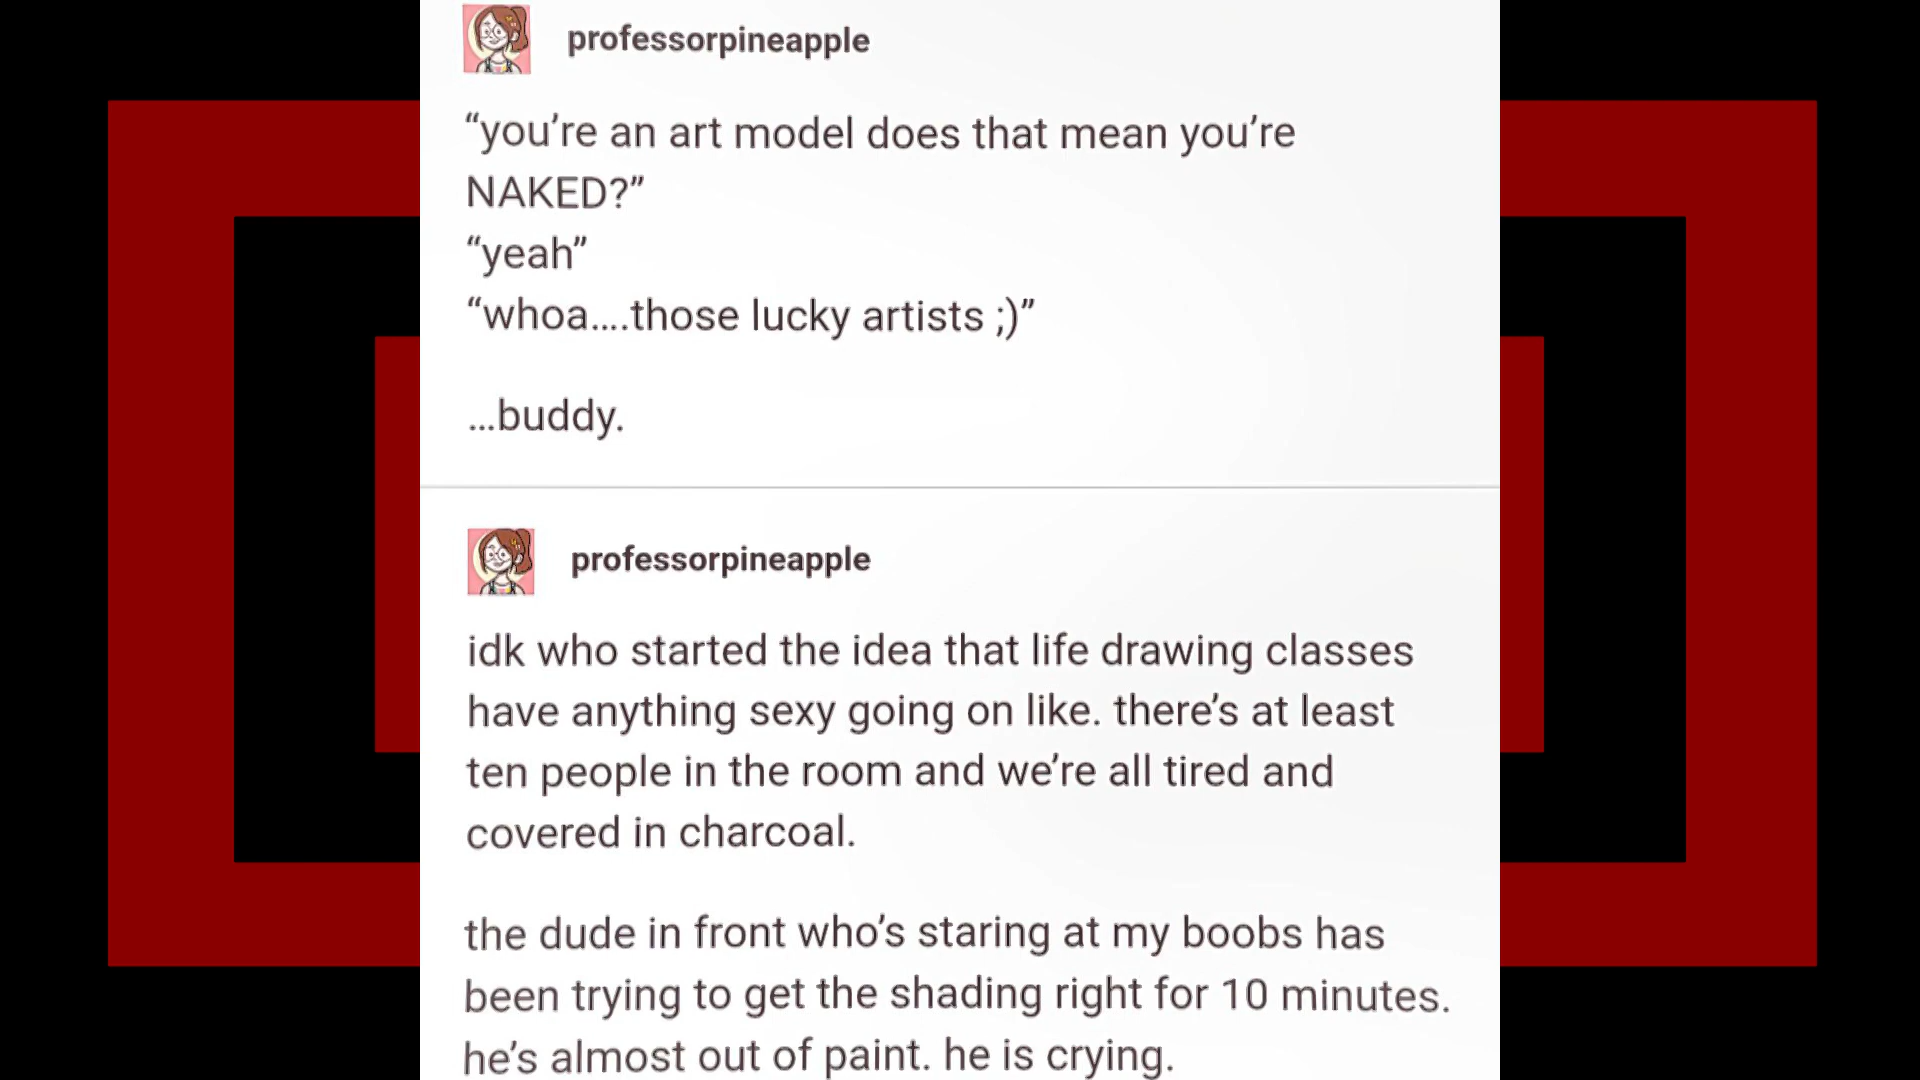 professorpineapple
“you’re an art model does that mean you’re
NAKED?”
“yeah”
“whoa....those lucky artists ;)”
...buddy.
professorpineapple
idk who started the idea that life drawing classes
have anything sexy going on like. there’s at least
ten people in the room and we’re all tired and
covered in charcoal.
the dude in front who’s staring at my boobs has
been trying to get the shading right for 10 minutes.
he’s almost out of paint. he is crying.